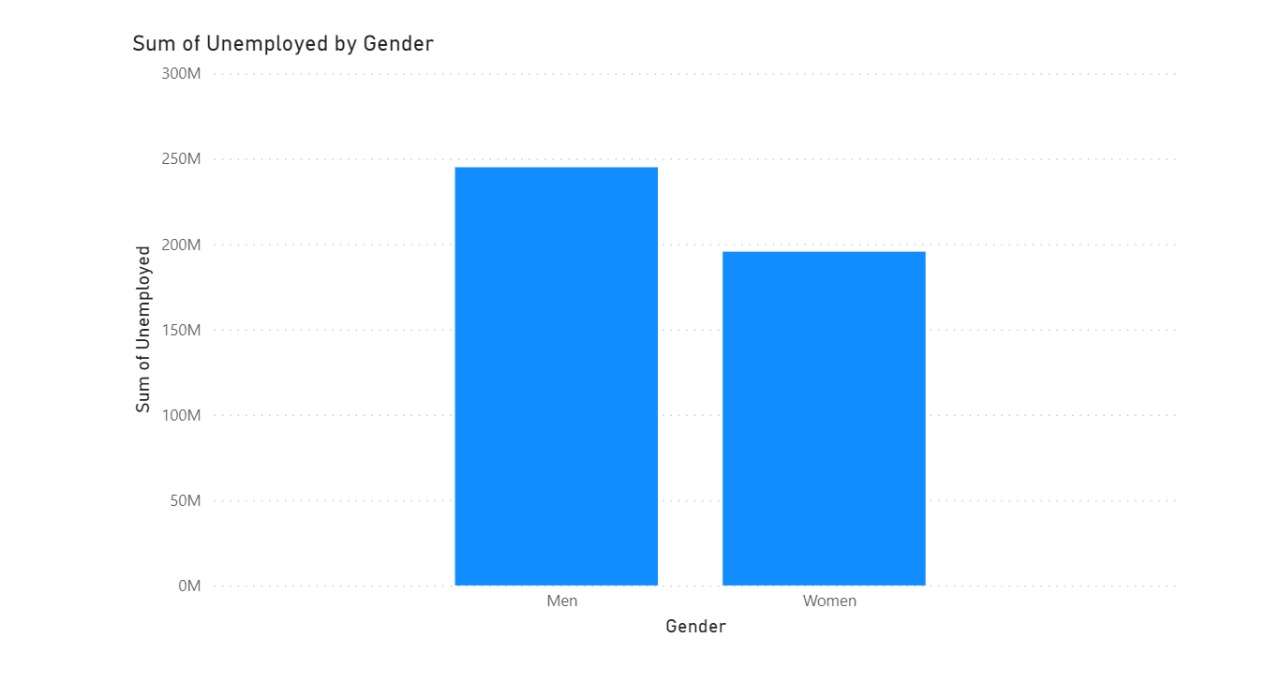 Sum of Unemployed by Gender
300M
250M
200M
150M
100M
50M
0M
Sum of Unemployed
Men
Women
Gender